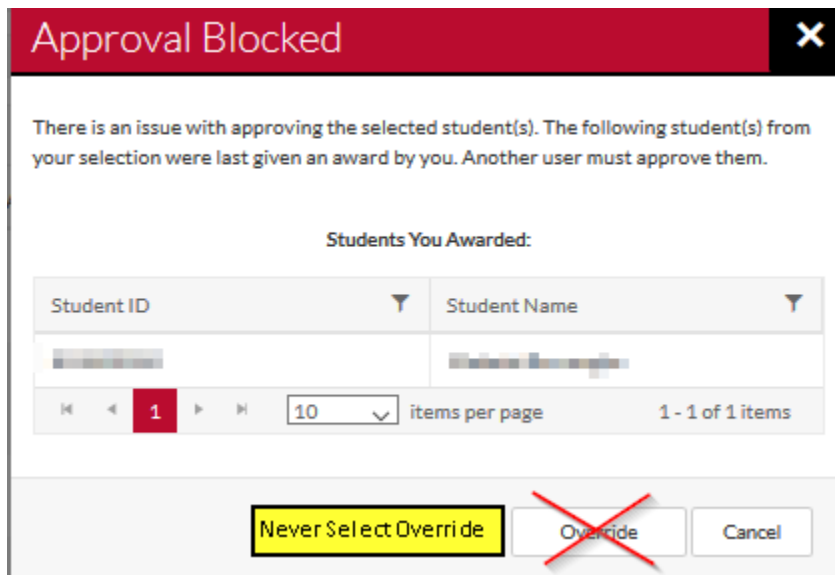 Approval Blocked
There is an issue with approving the selected student(s). The following student(s) from
your selection were last given an award by you. Another user must approve them.
Students You Awarded:
Student ID Student Name
1 10 items per page 1 - 1 of 1 items
Never Select Override Override Cancel